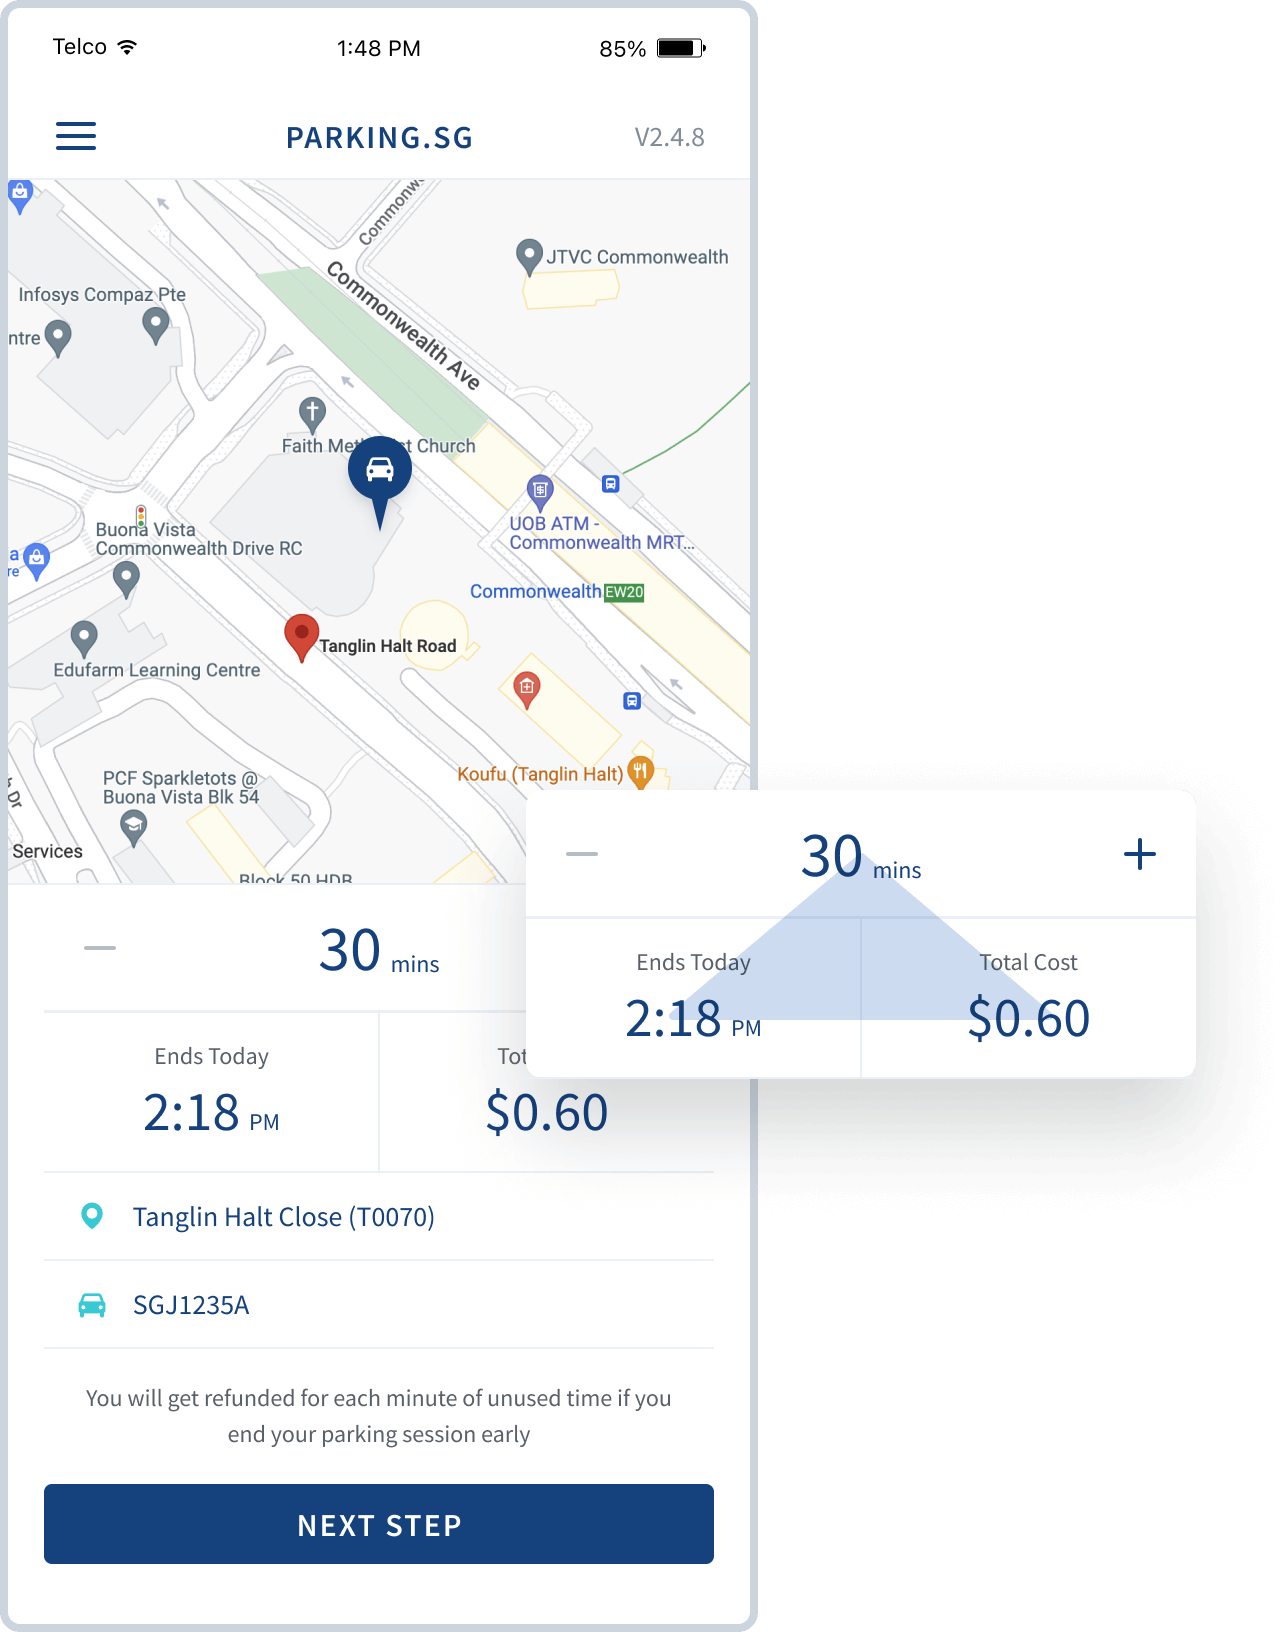 Telco
1:48 PM
85%
PARKING.SG
V2.4.8
Commonw
JTVC Commonwealth
Infosys Compaz Pte
ntre
Commonwealth Ave
Faith Met st Church
UOB ATM -
Commonwealth MRT...
Buona Vista
Commonwealth Drive RC
a
re
Commonwealth EW20
Tanglin Halt Road
Edufarm Learning Centre
Koufu (Tanglin Halt)
PCF Sparkletots @
Buona Vista Blk 54
Dr
Services
Block 50 HDB
30 mins
Ends Today
2:18 PM
Total Cost
$0.60
30 mins
Ends Today
2:18 PM
Tot
$0.60
Tanglin Halt Close (T0070)
SGJ1235A
You will get refunded for each minute of unused time if you
end your parking session early
NEXT STEP